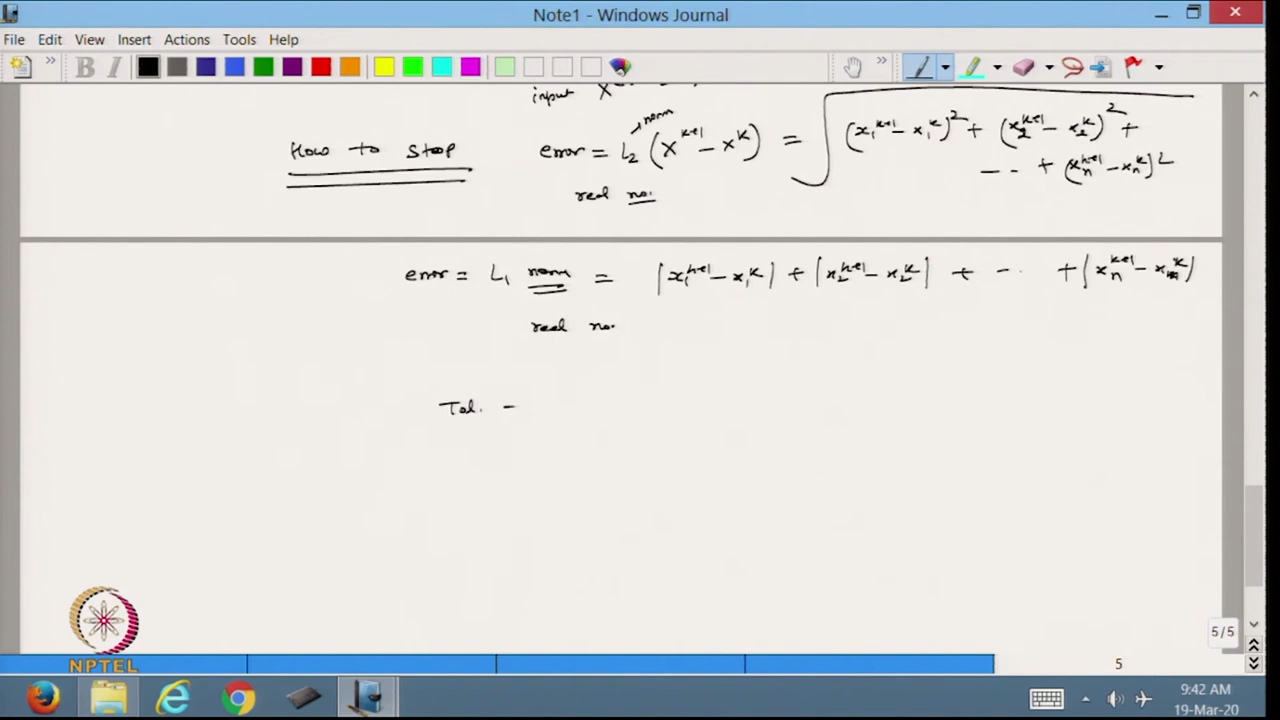 Note1 - Windows Journal
File Edit View Insert Actions Tools Help
input
How to stop
norm
error = L₂ (x^{k+1} - x^k) = √((x₁^{k+1} - x₁^k)² + (x₂^{k+1} - x₂^k)² +
-- + (xₙ^{k+1} - xₙ^k)²
real no.
error = L₁ norm = |x₁^{k+1} - x₁^k| + |x₂^{k+1} - x₂^k| + -- + |xₙ^{k+1} - xₙ^k|
real no.
Tol. -
NPTEL
5/5
5
9:42 AM
19-Mar-20